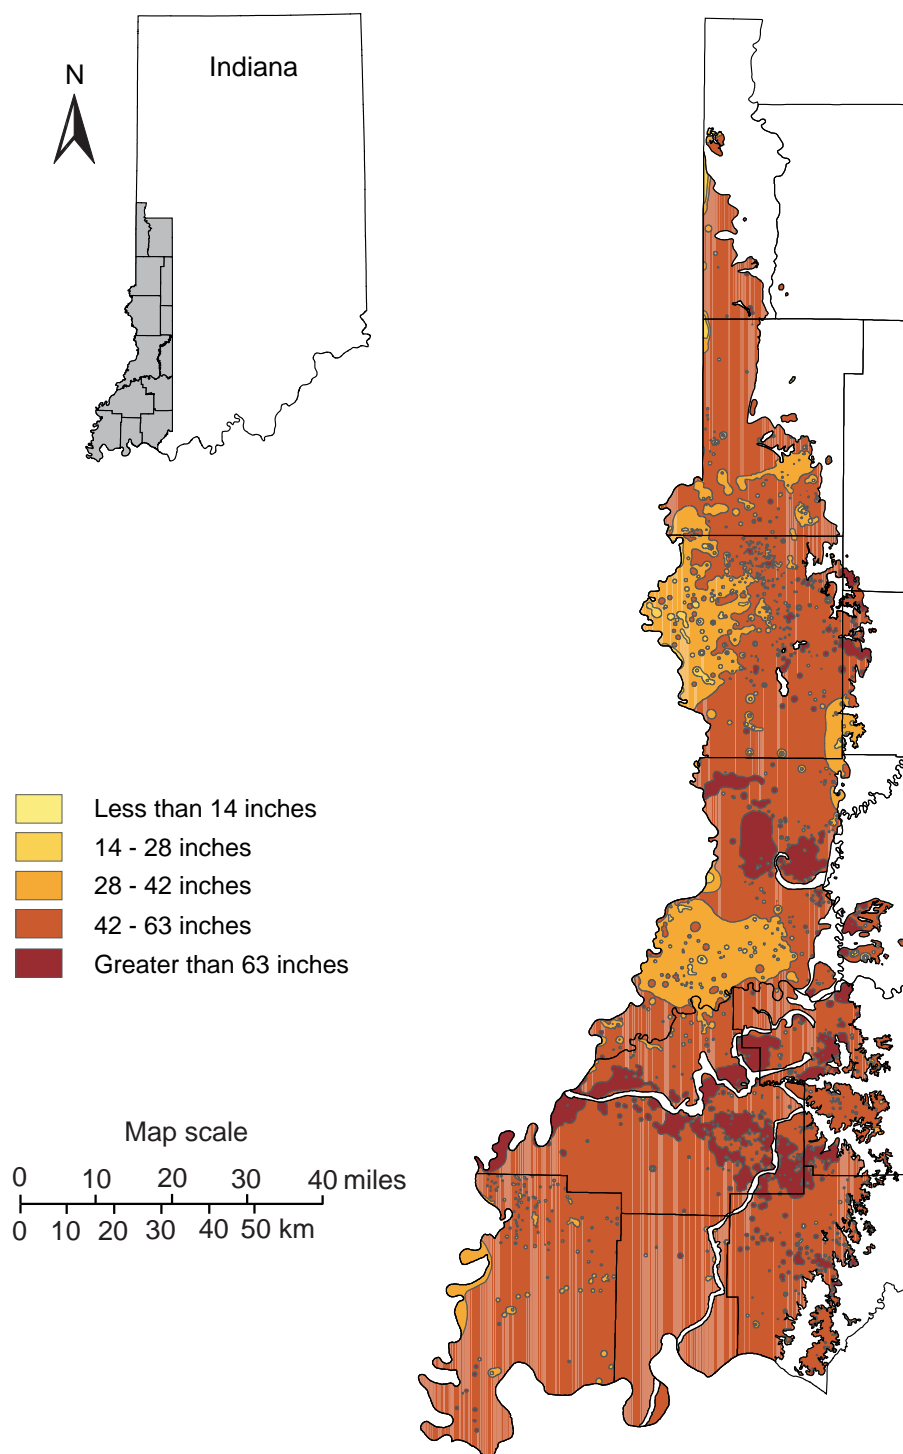 Indiana
N
Less than 14 inches
14 - 28 inches
28 - 42 inches
42 - 63 inches
Greater than 63 inches
Map scale
0 10 20 30 40 miles
0 10 20 30 40 50 km